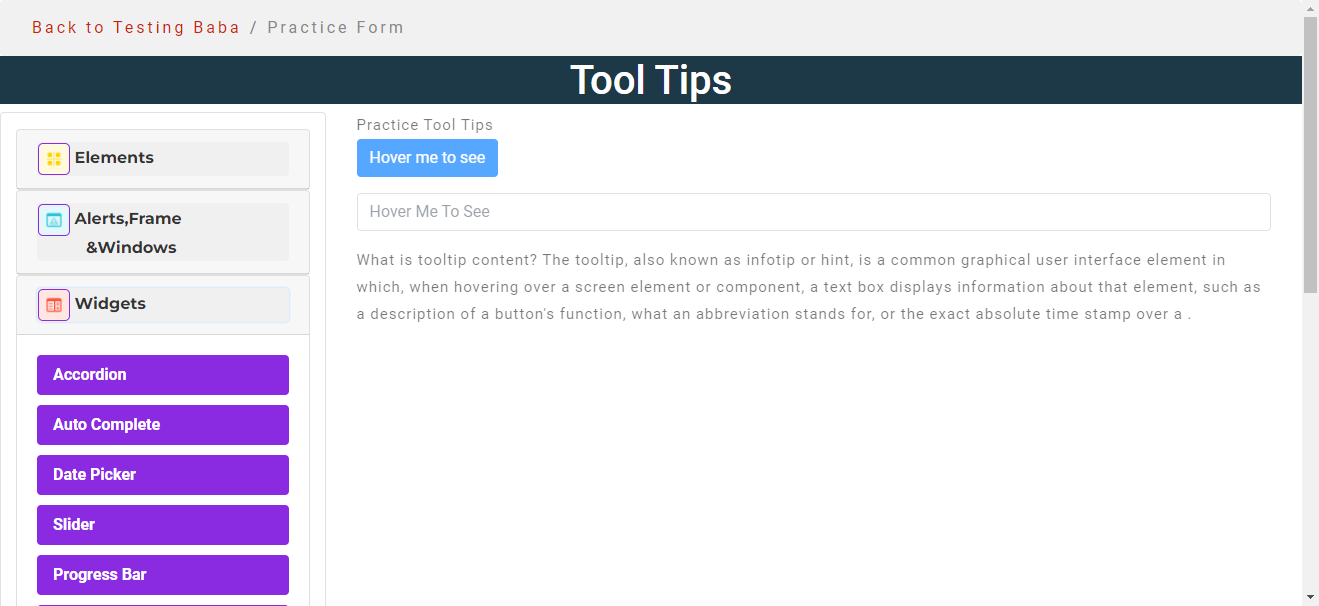 Back to Testing Baba / Practice Form
Tool Tips
Elements
Alerts,Frame
&Windows
Widgets
Accordion
Auto Complete
Date Picker
Slider
Progress Bar
Practice Tool Tips
Hover me to see
Hover Me To See
What is tooltip content? The tooltip, also known as infotip or hint, is a common graphical user interface element in
which, when hovering over a screen element or component, a text box displays information about that element, such as
a description of a button's function, what an abbreviation stands for, or the exact absolute time stamp over a .